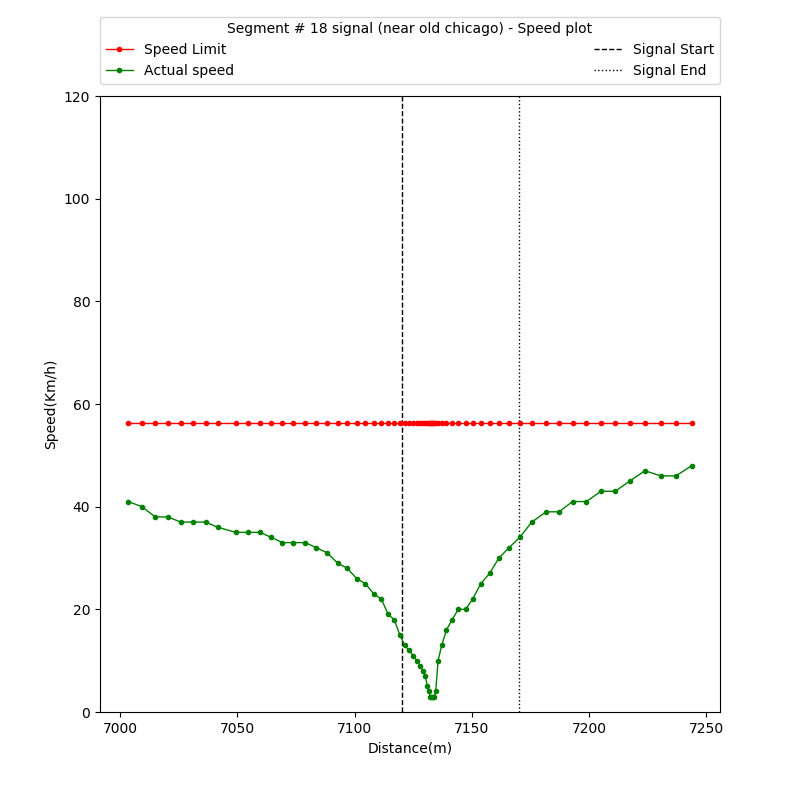 Segment # 18 signal (near old chicago) - Speed plot
Speed Limit
Actual speed
Signal Start
Signal End
120
100
80
60
40
20
0
Speed(Km/h)
7000 7050 7100 7150 7200 7250
Distance(m)